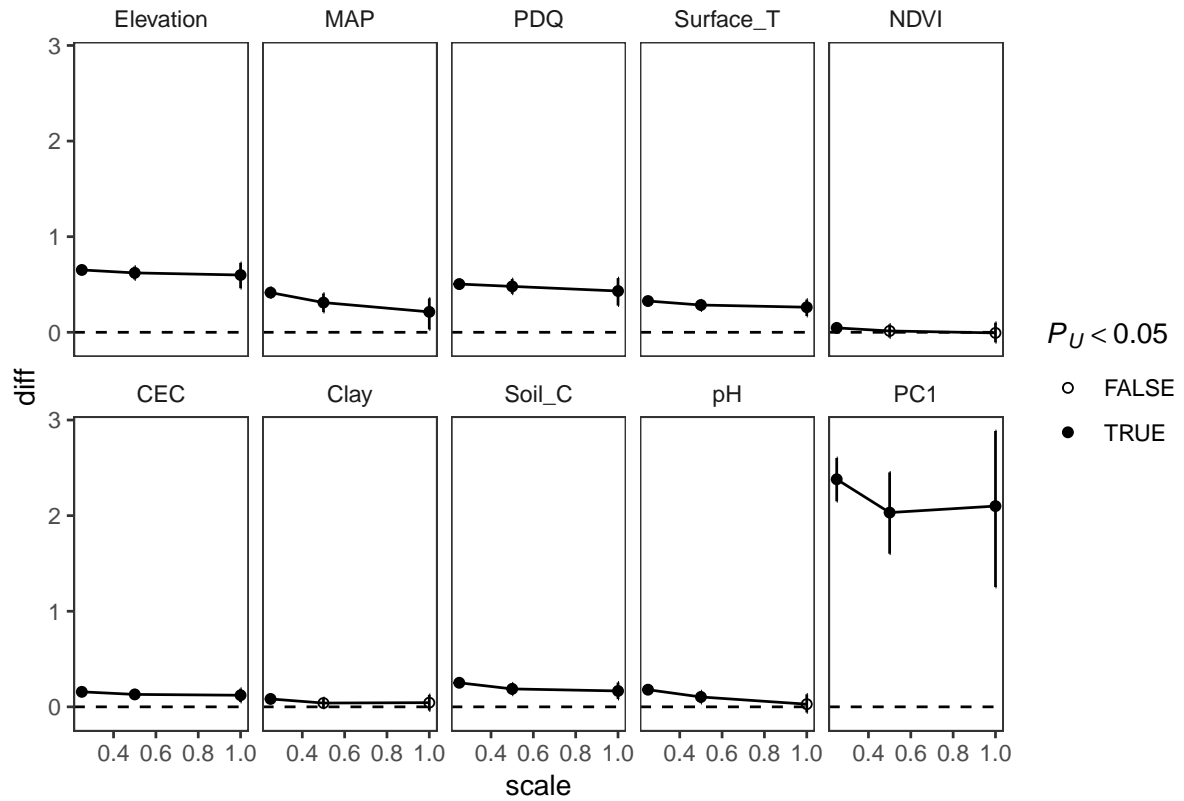 Elevation MAP PDQ Surface_T NDVI
3
2
1
0
CEC Clay Soil_C pH PC1
3
2
1
0
0.4 0.6 0.8 1.0 0.4 0.6 0.8 1.0 0.4 0.6 0.8 1.0 0.4 0.6 0.8 1.0 0.4 0.6 0.8 1.0
scale
diff
P_U < 0.05
FALSE
TRUE